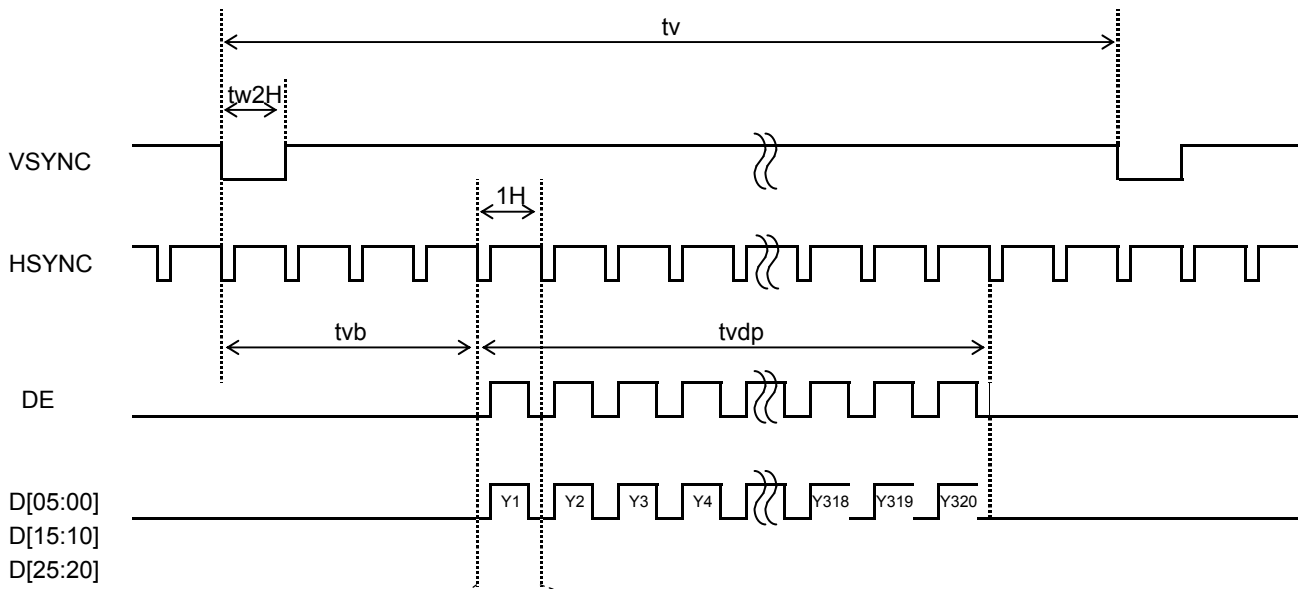 tv
tw2H
VSYNC
1H
HSYNC
tvb
tvdp
DE
D[05:00]
D[15:10]
D[25:20]
Y1
Y2
Y3
Y4
Y318
Y319
Y320